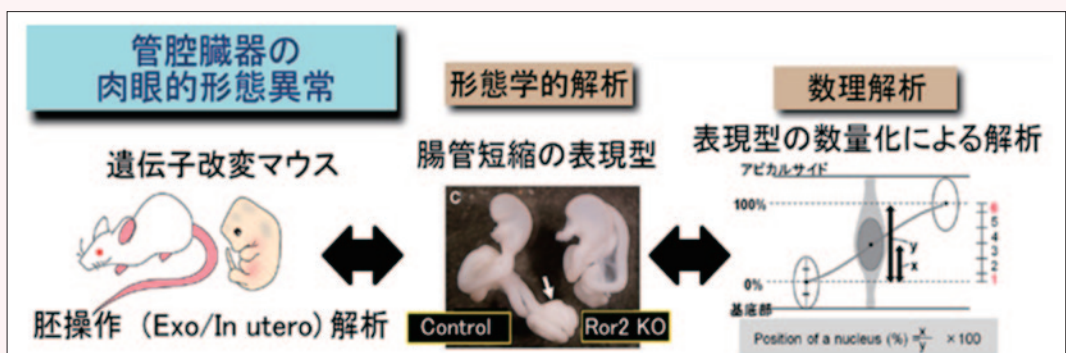 管腔臓器の
肉眼的形態異常
遺伝子改変マウス
胚操作 (Exo/In utero) 解析
形態学的解析
腸管短縮の表現型
C
Control
Ror2 KO
数理解析
表現型の数量化による解析
アピカルサイド
100%
y
x
0%
基底部
6
5
4
3
2
1
Position of a nucleus (%) = x/y ×100